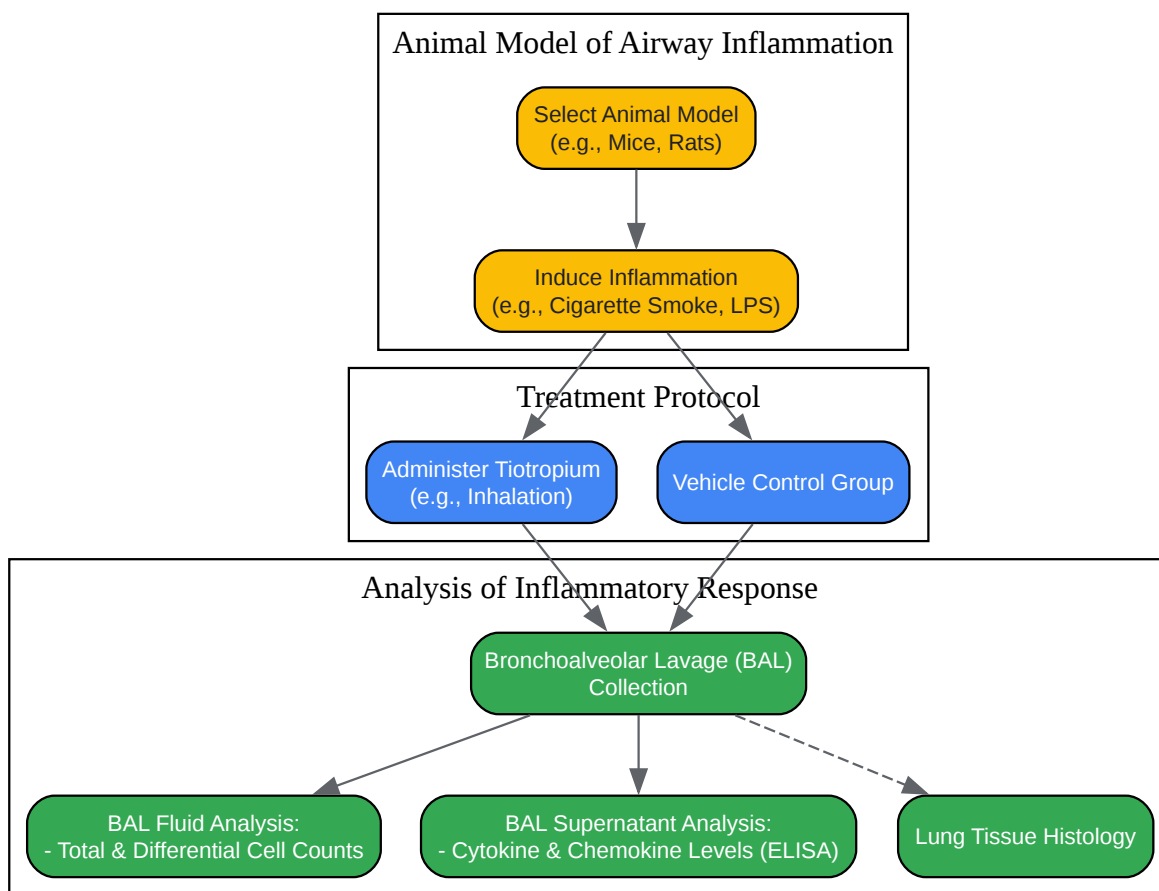 Animal Model of Airway Inflammation
Select Animal Model
(e.g., Mice, Rats)
Induce Inflammation
(e.g., Cigarette Smoke, LPS)
Treatment Protocol
Administer Tiotropium
(e.g., Inhalation)
Vehicle Control Group
Analysis of Inflammatory Response
Bronchoalveolar Lavage (BAL)
Collection
BAL Fluid Analysis:
- Total & Differential Cell Counts
BAL Supernatant Analysis:
- Cytokine & Chemokine Levels (ELISA)
Lung Tissue Histology